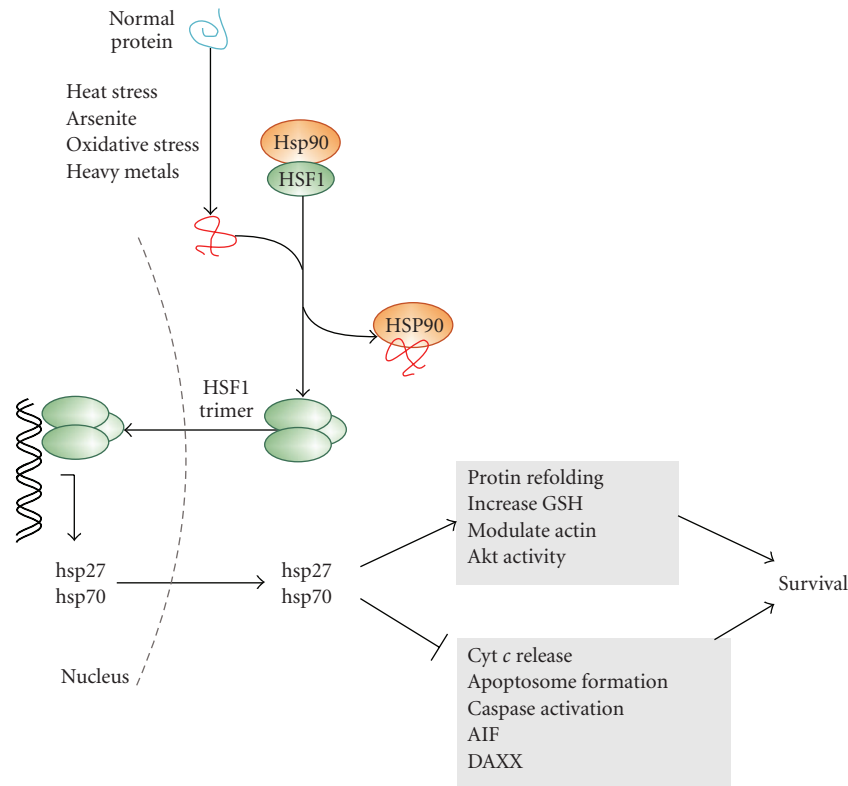 Normal
protein
Heat stress
Arsenite
Oxidative stress
Heavy metals
Hsp90
HSF1
HSP90
HSF1
trimer
Protin refolding
Increase GSH
Modulate actin
Akt activity
hsp27
hsp70
hsp27
hsp70
Survival
Cyt c release
Apoptosome formation
Caspase activation
AIF
DAXX
Nucleus